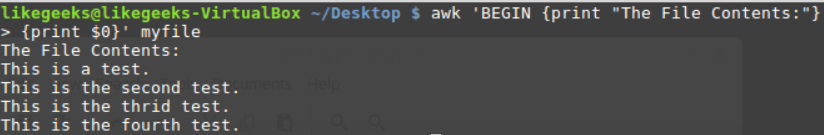 likegeeks@likegeeks-VirtualBox ~/Desktop $ awk 'BEGIN {print "The File Contents:"}
> {print $0}' myfile
The File Contents:
This is a test.
This is the second test.
This is the thrid test.
This is the fourth test.